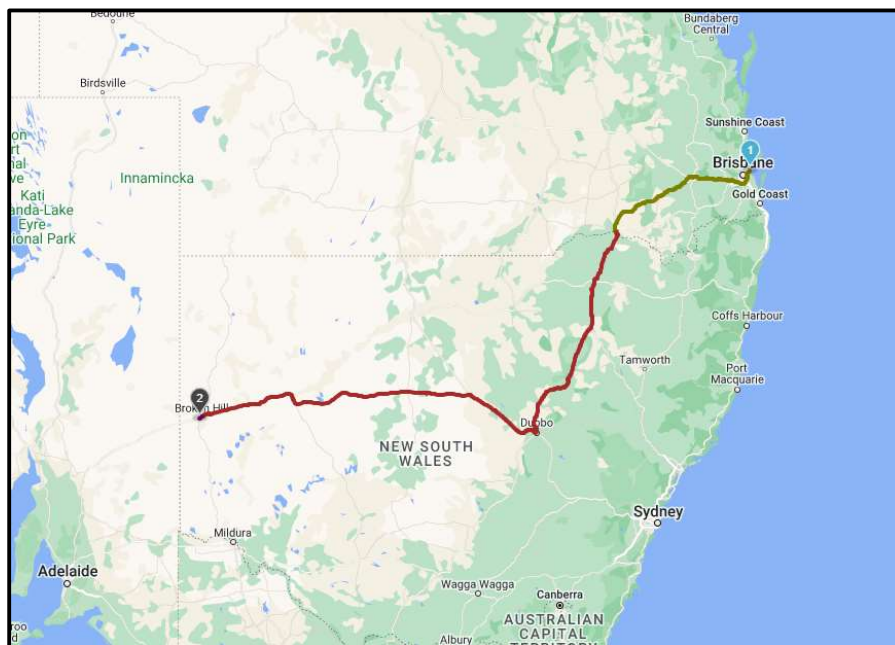 Bedourie
Bundaberg
Central
Birdsville
Sunshine Coast
1
Brisbane
Gold Coast
Innamincka
Kati
Eyre
Coffs Harbour
Tamworth
Port
Macquarie
2
Broken Hill
Dubbo
NEW SOUTH
WALES
Sydney
Mildura
Adelaide
Wagga Wagga
Canberra
AUSTRALIAN
CAPITAL
TERRITORY
Albury